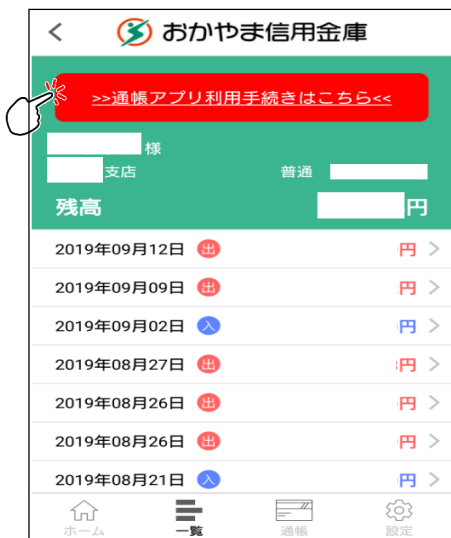 おかやま信用金庫
>>通帳アプリ利用手続きはこちら<<
様
支店 普通
残高 円
2019年09月12日 出 円
2019年09月09日 出 円
2019年09月02日 入 円
2019年08月27日 出 円
2019年08月26日 出 円
2019年08月26日 出 円
2019年08月21日 入 円
ホーム 一覧 通帳 設定